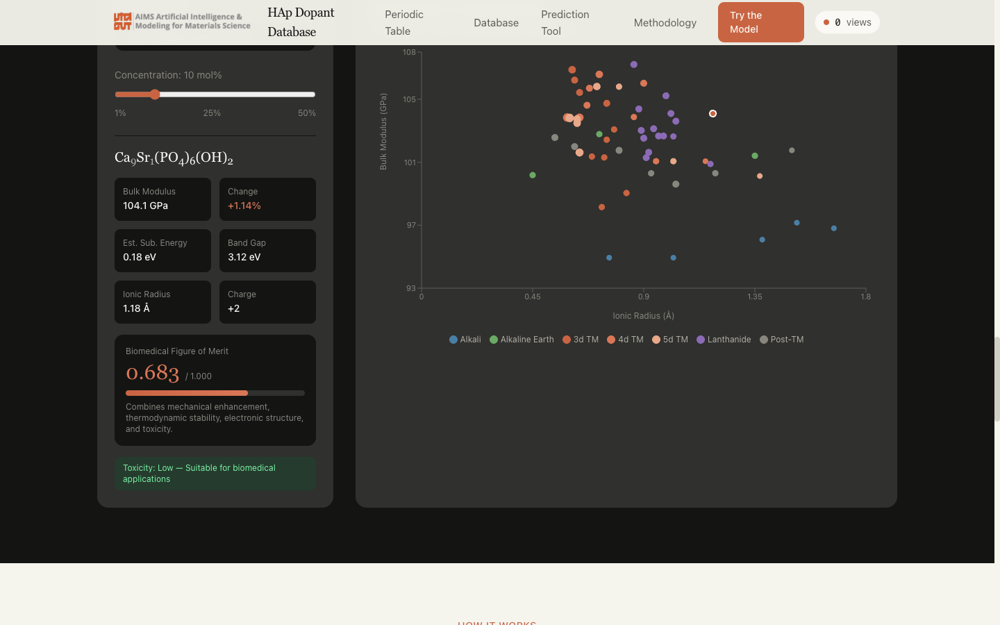 AIMS Artificial Intelligence &
Modeling for Materials Science
HAp Dopant
Database
Periodic
Table
Database
Prediction
Tool
Methodology
Try the
Model
0 views
Concentration: 10 mol%
1%
25%
50%
Ca₉Sr₁(PO₄)₆(OH)₂
Bulk Modulus
104.1 GPa
Change
+1.14%
Est. Sub. Energy
0.18 eV
Band Gap
3.12 eV
Ionic Radius
1.18 Å
Charge
+2
Biomedical Figure of Merit
0.683 / 1.000
Combines mechanical enhancement,
thermodynamic stability, electronic structure,
and toxicity.
Toxicity: Low — Suitable for biomedical
applications
Bulk Modulus (GPa)
108
105
101
97
93
0
0.45
0.9
1.35
1.8
Ionic Radius (Å)
Alkali
Alkaline Earth
3d TM
4d TM
5d TM
Lanthanide
Post-TM
HOW IT WORKS